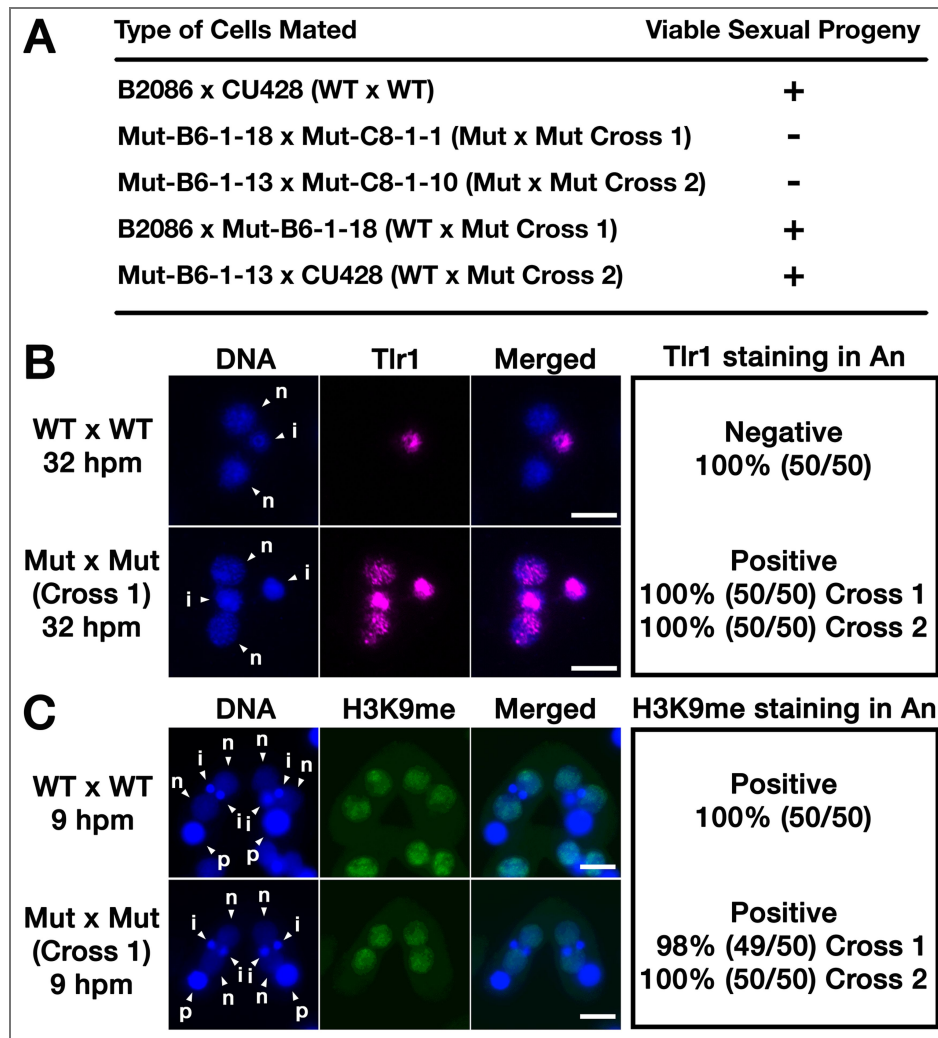 A
Type of Cells Mated Viable Sexual Progeny
B2086 x CU428 (WT x WT) +
Mut-B6-1-18 x Mut-C8-1-1 (Mut x Mut Cross 1) -
Mut-B6-1-13 x Mut-C8-1-10 (Mut x Mut Cross 2) -
B2086 x Mut-B6-1-18 (WT x Mut Cross 1) +
Mut-B6-1-13 x CU428 (WT x Mut Cross 2) +
B
DNA Tlr1 Merged Tlr1 staining in An
WT x WT
32 hpm
n
i
n
Negative
100% (50/50)
Mut x Mut
(Cross 1)
32 hpm
n
i
i
n
Positive
100% (50/50) Cross 1
100% (50/50) Cross 2
C
DNA H3K9me Merged H3K9me staining in An
WT x WT
9 hpm
n n
i i n
n
i i
p p
Positive
100% (50/50)
Mut x Mut
(Cross 1)
9 hpm
n n
i i
i i
n n
p p
Positive
98% (49/50) Cross 1
100% (50/50) Cross 2